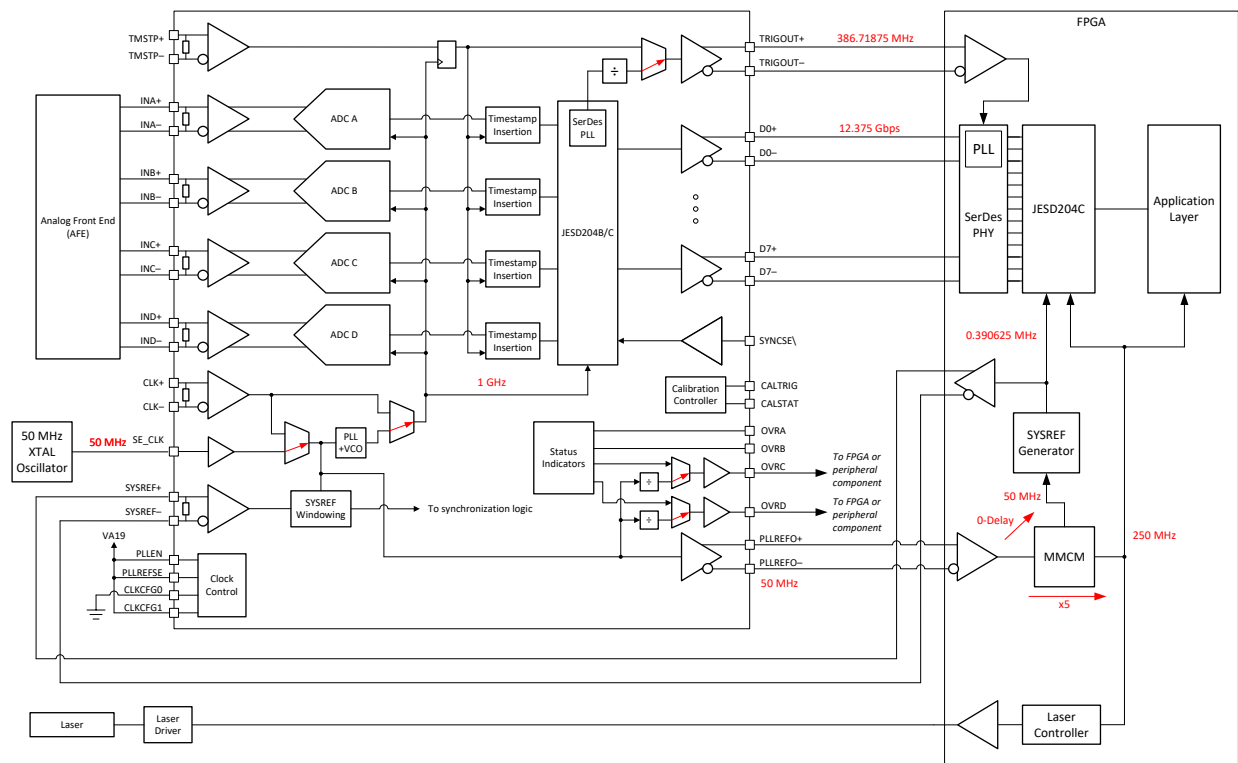 FPGA
TMSTP+
TMSTP–
TRIGOUT+
386.71875 MHz
TRIGOUT–
÷
Analog Front End
(AFE)
INA+
INA–
ADC A
Timestamp
Insertion
SerDes
PLL
D0+
12.375 Gbps
D0–
PLL
INB+
INB–
ADC B
Timestamp
Insertion
JESD204B/C
SerDes
PHY
JESD204C
Application
Layer
INC+
INC–
ADC C
Timestamp
Insertion
D7+
D7–
IND+
IND–
ADC D
Timestamp
Insertion
SYNCSE\
0.390625 MHz
CLK+
CLK–
1 GHz
Calibration
Controller
CALTRIG
CALSTAT
50 MHz
XTAL
Oscillator
50 MHz
SE_CLK
PLL
+VCO
Status
Indicators
OVRA
OVRB
OVRC
To FPGA or
peripheral
component
÷
SYSREF
Generator
SYSREF+
SYSREF–
SYSREF
Windowing
To synchronization logic
÷
OVRD
To FPGA or
peripheral
component
50 MHz
0-Delay
250 MHz
VA19
PLLEN
PLLREFSE
CLKCFG0
CLKCFG1
Clock
Control
PLLREFO+
PLLREFO–
50 MHz
MMCM
x5
Laser
Laser
Driver
Laser
Controller